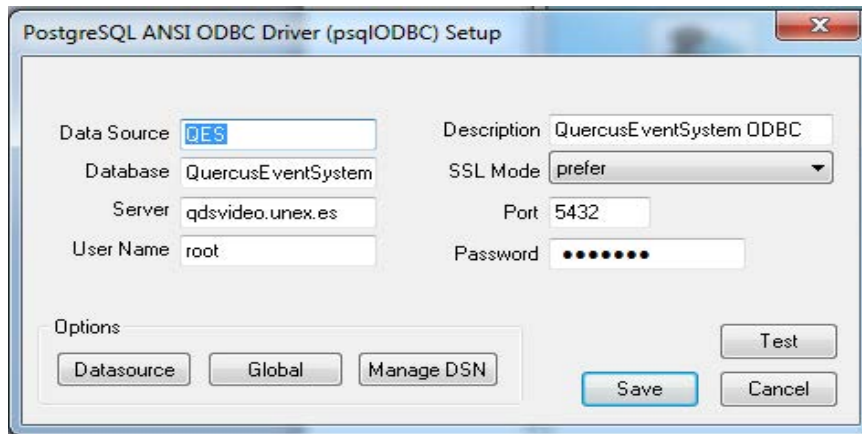 PostgreSQL ANSI ODBC Driver (psqlODBC) Setup
Data Source QES
Description QuercusEventSystem ODBC
Database QuercusEventSystem
SSL Mode prefer
Server qdsvideo.unex.es
Port 5432
User Name root
Password •••••••
Options
Datasource Global Manage DSN
Test
Save Cancel